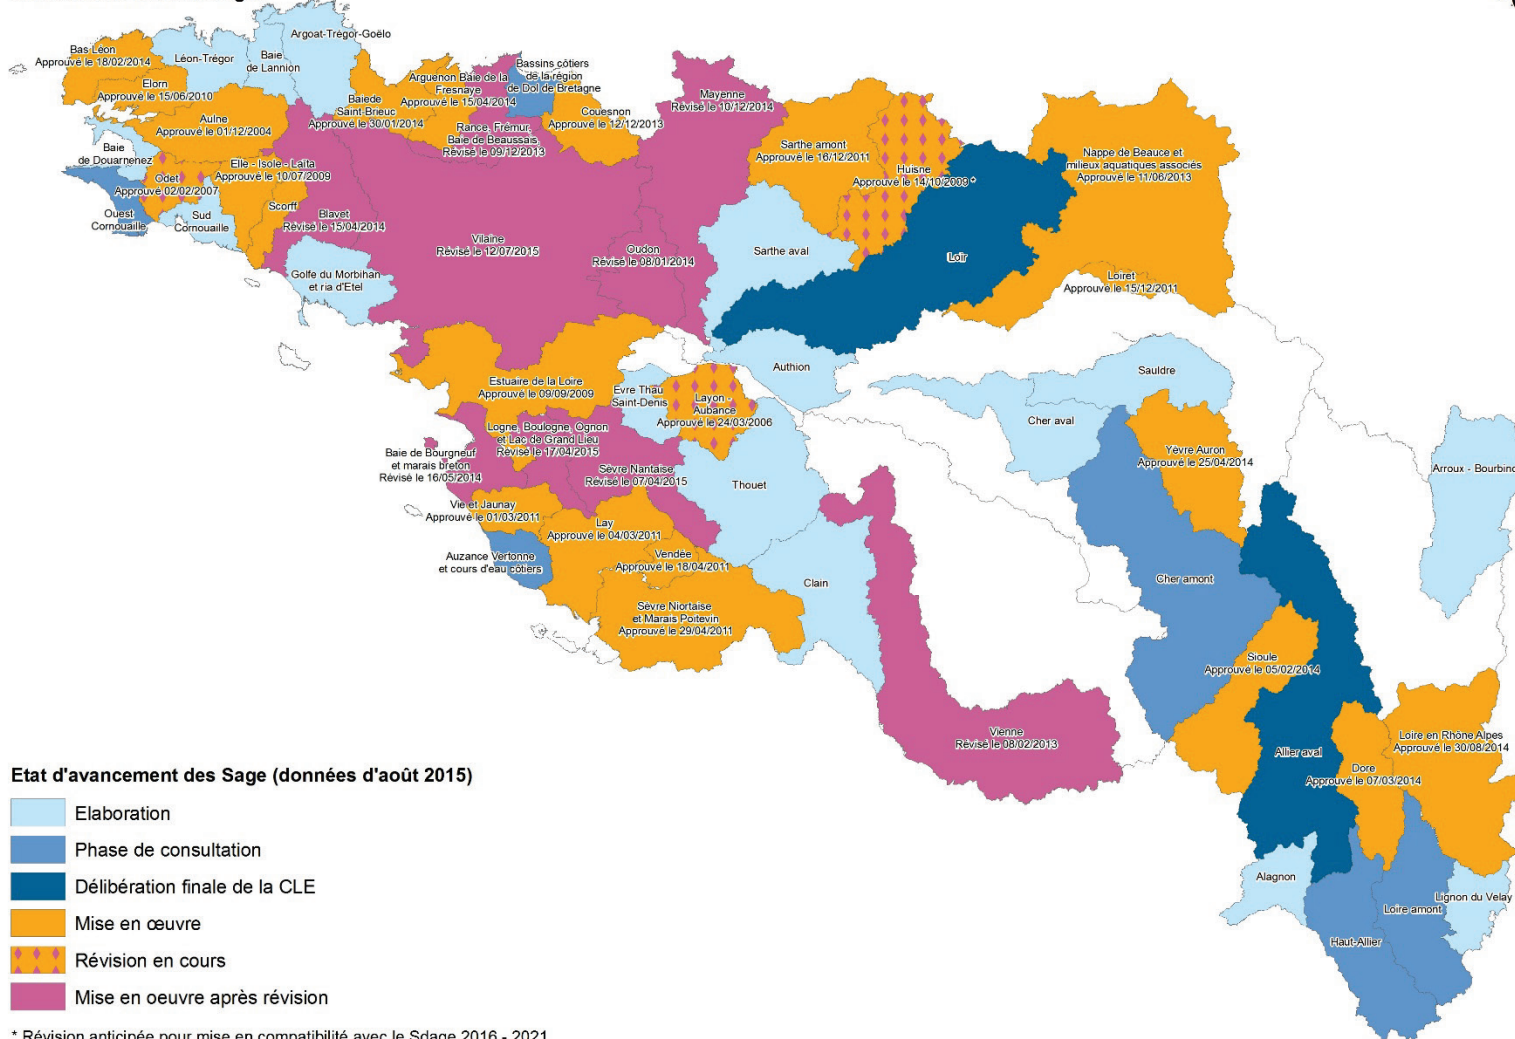 Bas Léon
Approuvé le 18/02/2014
Léon-Trégor
Baie
de Lannion
Argoat-Trégor-Goëlo
Elorn
Approuvé le 15/06/2010
Aulne
Approuvé le 01/12/2004
Baie de
Saint-Brieuc
Approuvé le 30/01/2014
Arguenon Baie de la
Fresnaye
Approuvé le 15/04/2014
Bassins côtiers
de la région
de Dol de Bretagne
Rance, Frémur,
Baie de Beaussais
Révisé le 09/12/2013
Couesnon
Approuvé le 12/12/2013
Mayenne
Révisé le 10/12/2014
Sarthe amont
Approuvé le 16/12/2011
Huisne
Approuvé le 14/10/2009 *
Nappe de Beauce et
milieux aquatiques associés
Approuvé le 11/06/2013
Baie
de Douarnenez
Odet
Approuvé 02/02/2007
Elle - Isole - Laita
Approuvé le 10/07/2009
Scorff
Ouest
Cornouaille
Sud
Cornouaille
Blavet
Révisé le 15/04/2014
Vilaine
Révisé le 12/07/2015
Oudon
Révisé le 08/01/2014
Sarthe aval
Loir
Loiret
Approuvé le 15/12/2011
Golfe du Morbihan
et ria d'Etel
Estuaire de la Loire
Approuvé le 09/09/2009
Evre Thau
Saint-Denis
Layon -
Aubance
Approuvé le 24/03/2006
Authion
Sauldre
Cher aval
Yèvre Auron
Approuvé le 25/04/2014
Arroux - Bourbince
Logne, Boulogne, Ognon
et Lac de Grand Lieu
Révisé le 17/04/2015
Baie de Bourgneuf
et marais breton
Révisé le 16/05/2014
Sèvre Nantaise
Révisé le 07/04/2015
Thouet
Vie et Jaunay
Approuvé le 01/03/2011
Lay
Approuvé le 04/03/2011
Auzance Vertonne
et cours d'eau côtiers
Vendée
Approuvé le 18/04/2011
Clain
Sèvre Niortaise
et Marais Poitevin
Approuvé le 29/04/2011
Cher amont
Sioule
Approuvé le 05/02/2014
Vienne
Révisé le 08/02/2013
Allier aval
Dore
Approuvé le 07/03/2014
Loire en Rhône Alpes
Approuvé le 30/08/2014
Alagnon
Haut-Allier
Loire amont
Lignon du Velay
Etat d'avancement des Sage (données d'août 2015)
Elaboration
Phase de consultation
Délibération finale de la CLE
Mise en œuvre
Révision en cours
Mise en oeuvre après révision
* Révision anticipée pour mise en compatibilité avec le Sdage 2016 - 2021